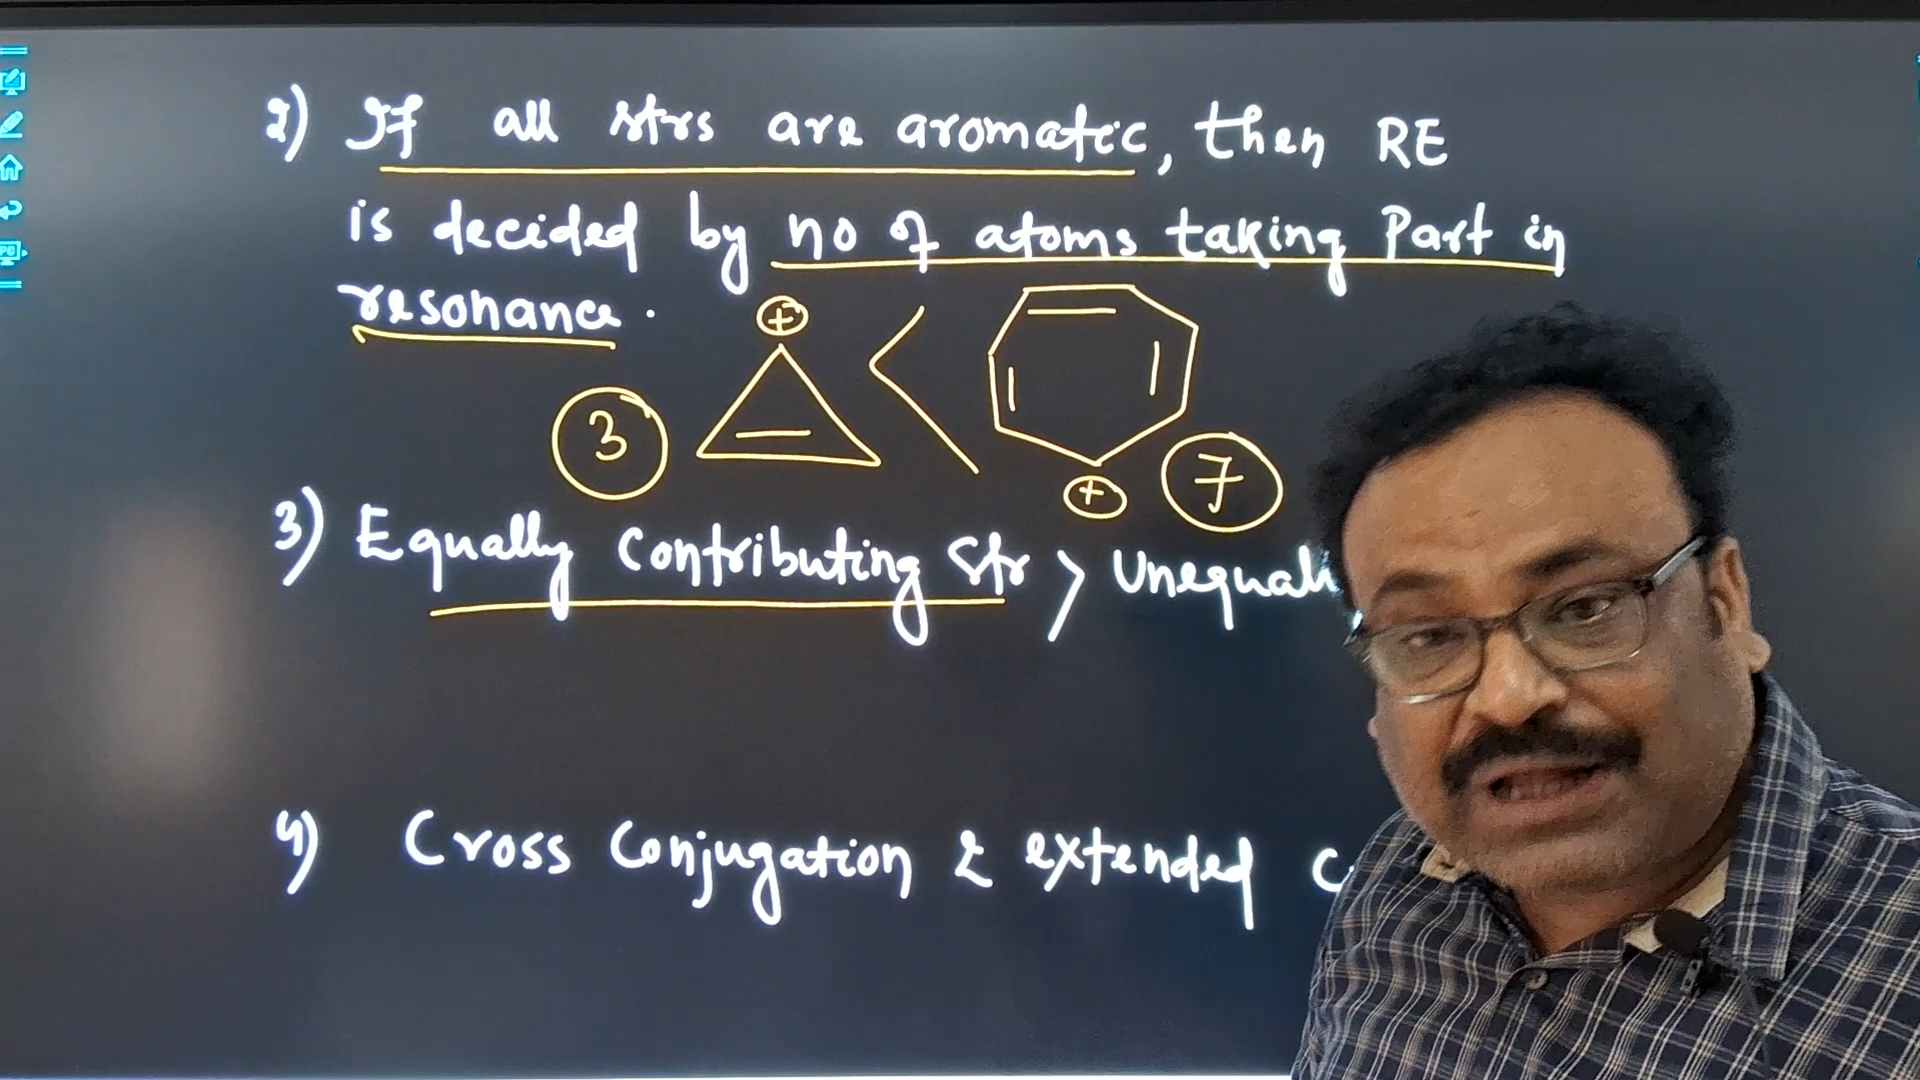 2) If all strs are aromatic, then RE
is decided by no of atoms taking Part in
resonance.
+
3
<
+
7
3) Equally Contributing Str > Unequal
4) Cross Conjugation & extended C